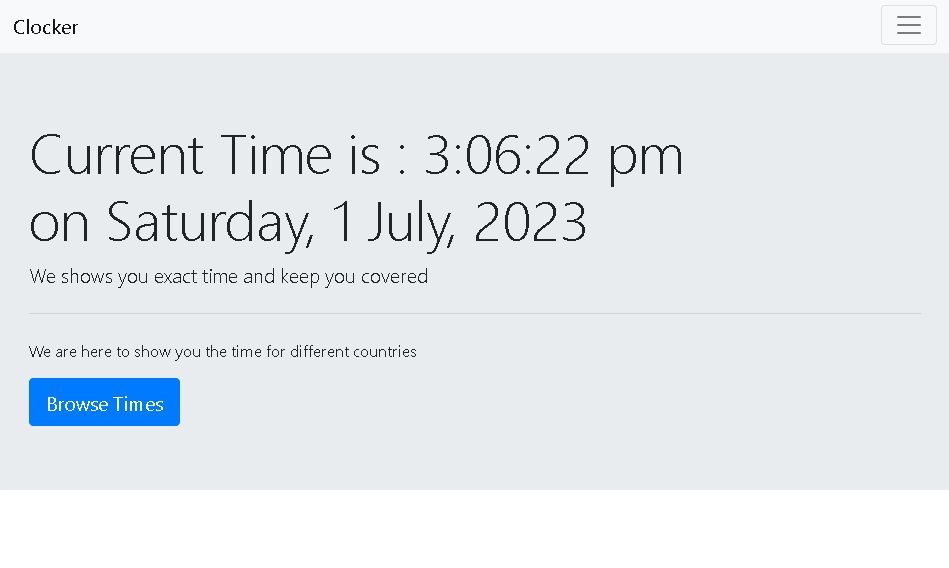 Clocker
Current Time is : 3:06:22 pm
on Saturday, 1 July, 2023
We shows you exact time and keep you covered
We are here to show you the time for different countries
Browse Times